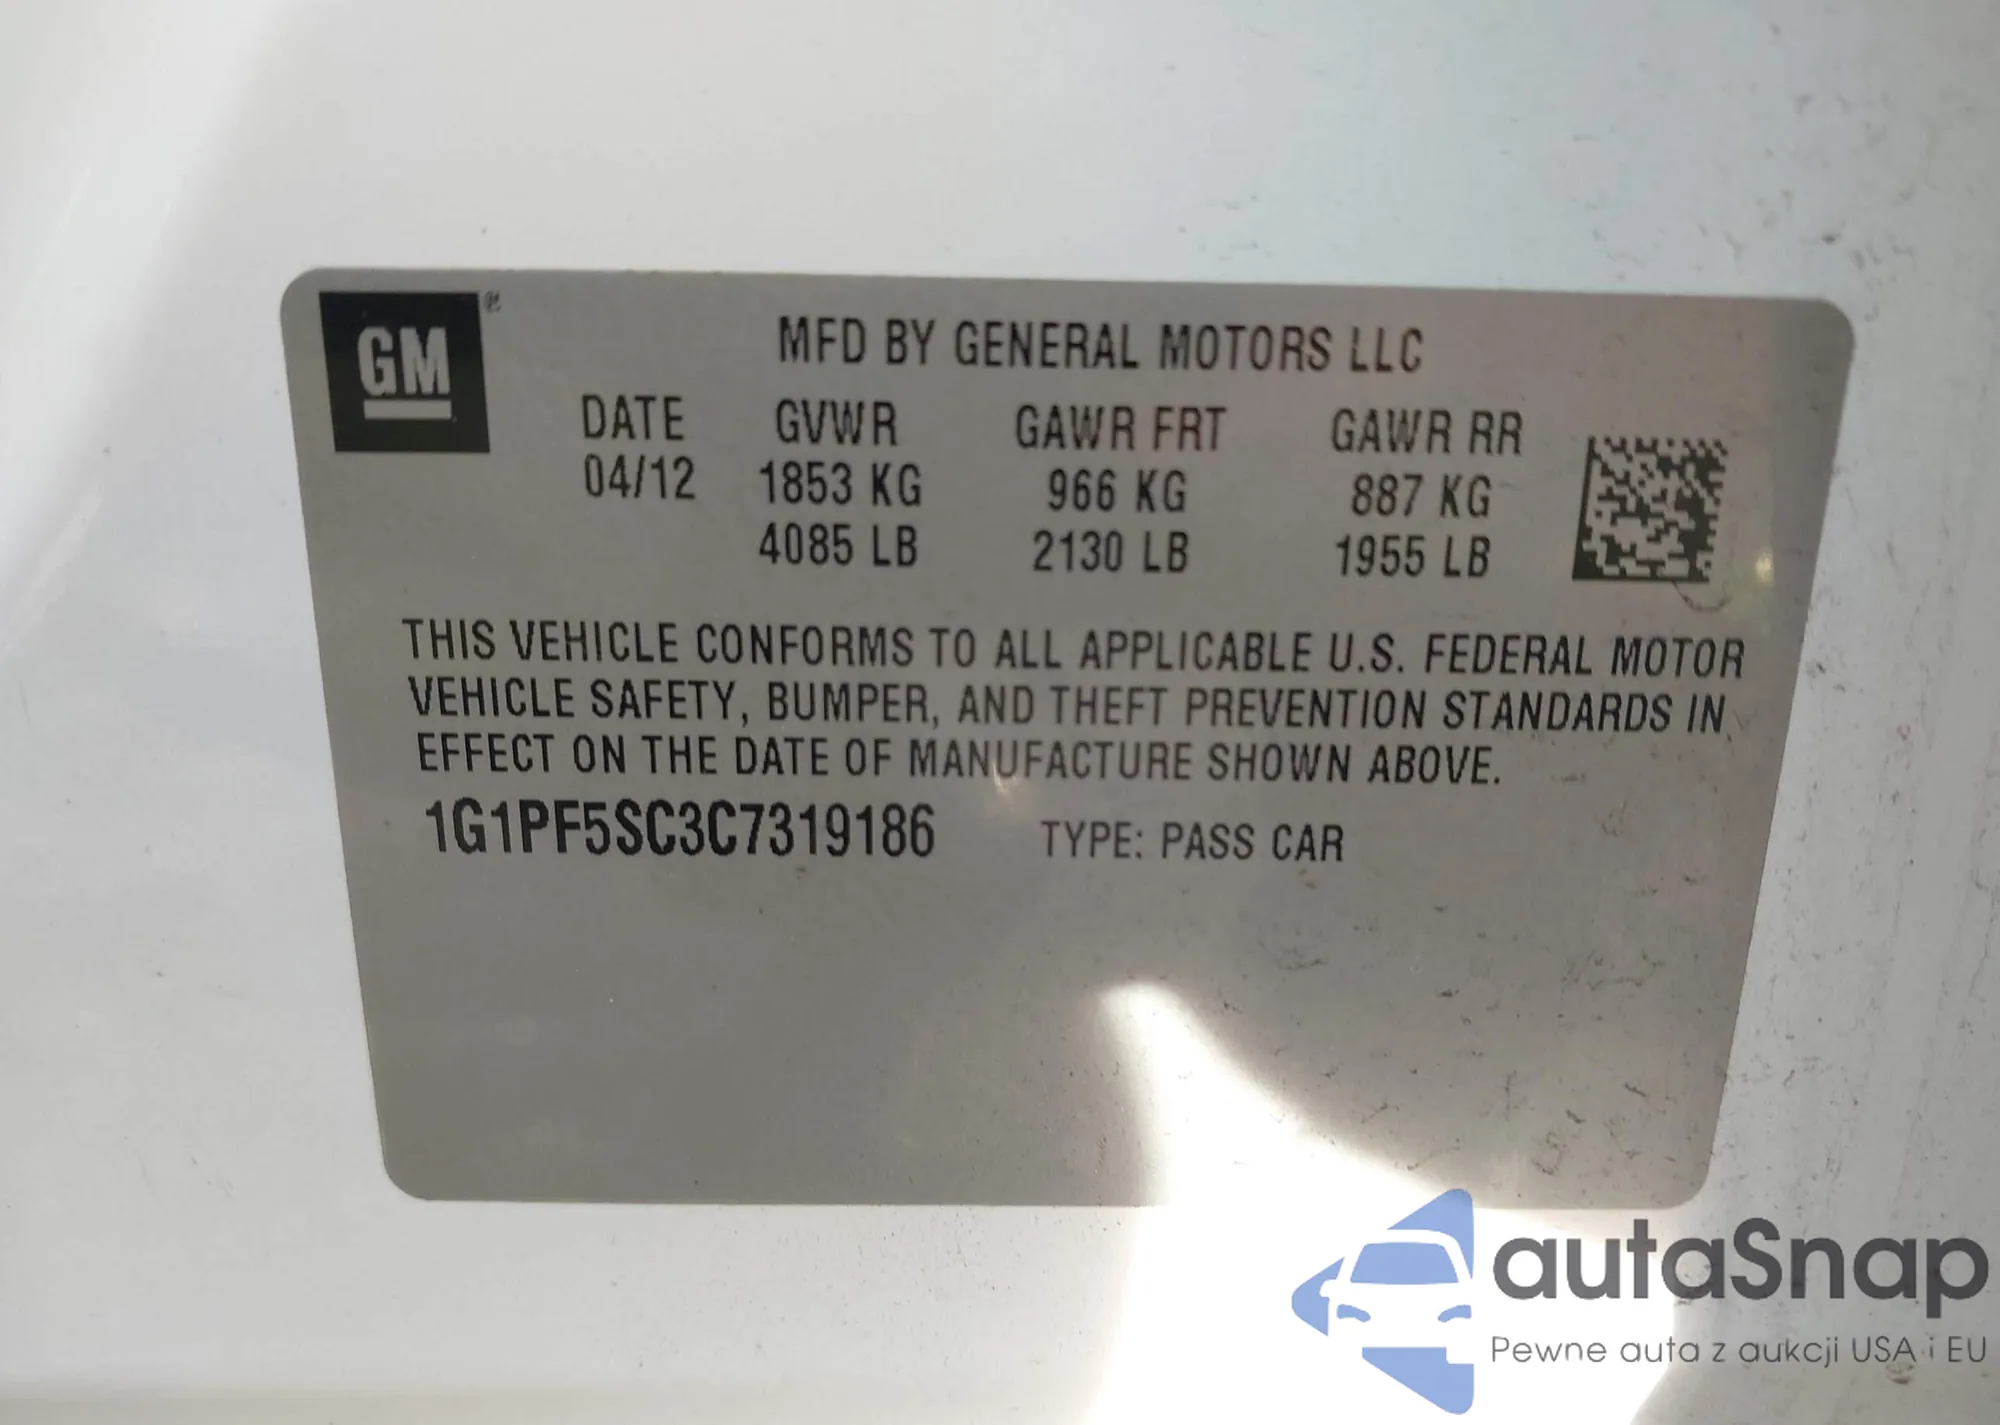 GM ®
MFD BY GENERAL MOTORS LLC
DATE GVWR GAWR FRT GAWR RR
04/12 1853 KG 966 KG 887 KG
4085 LB 2130 LB 1955 LB
THIS VEHICLE CONFORMS TO ALL APPLICABLE U.S. FEDERAL MOTOR
VEHICLE SAFETY, BUMPER, AND THEFT PREVENTION STANDARDS IN
EFFECT ON THE DATE OF MANUFACTURE SHOWN ABOVE.
1G1PF5SC3C7319186 TYPE: PASS CAR
autaSnap
Pewne auta z aukcji USA i EU